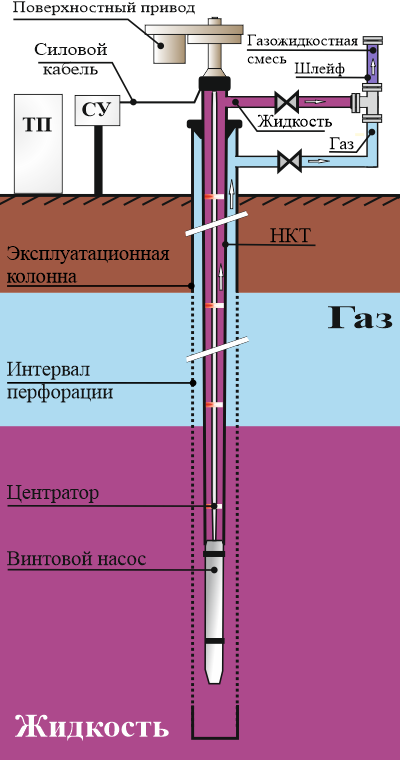 Поверхностный привод
Силовой
кабель
Газожидкостная
смесь
Шлейф
ТП
СУ
Жидкость
Газ
НКТ
Эксплуатационная
колонна
Газ
Интервал
перфорации
Центратор
Винтовой насос
Жидкость